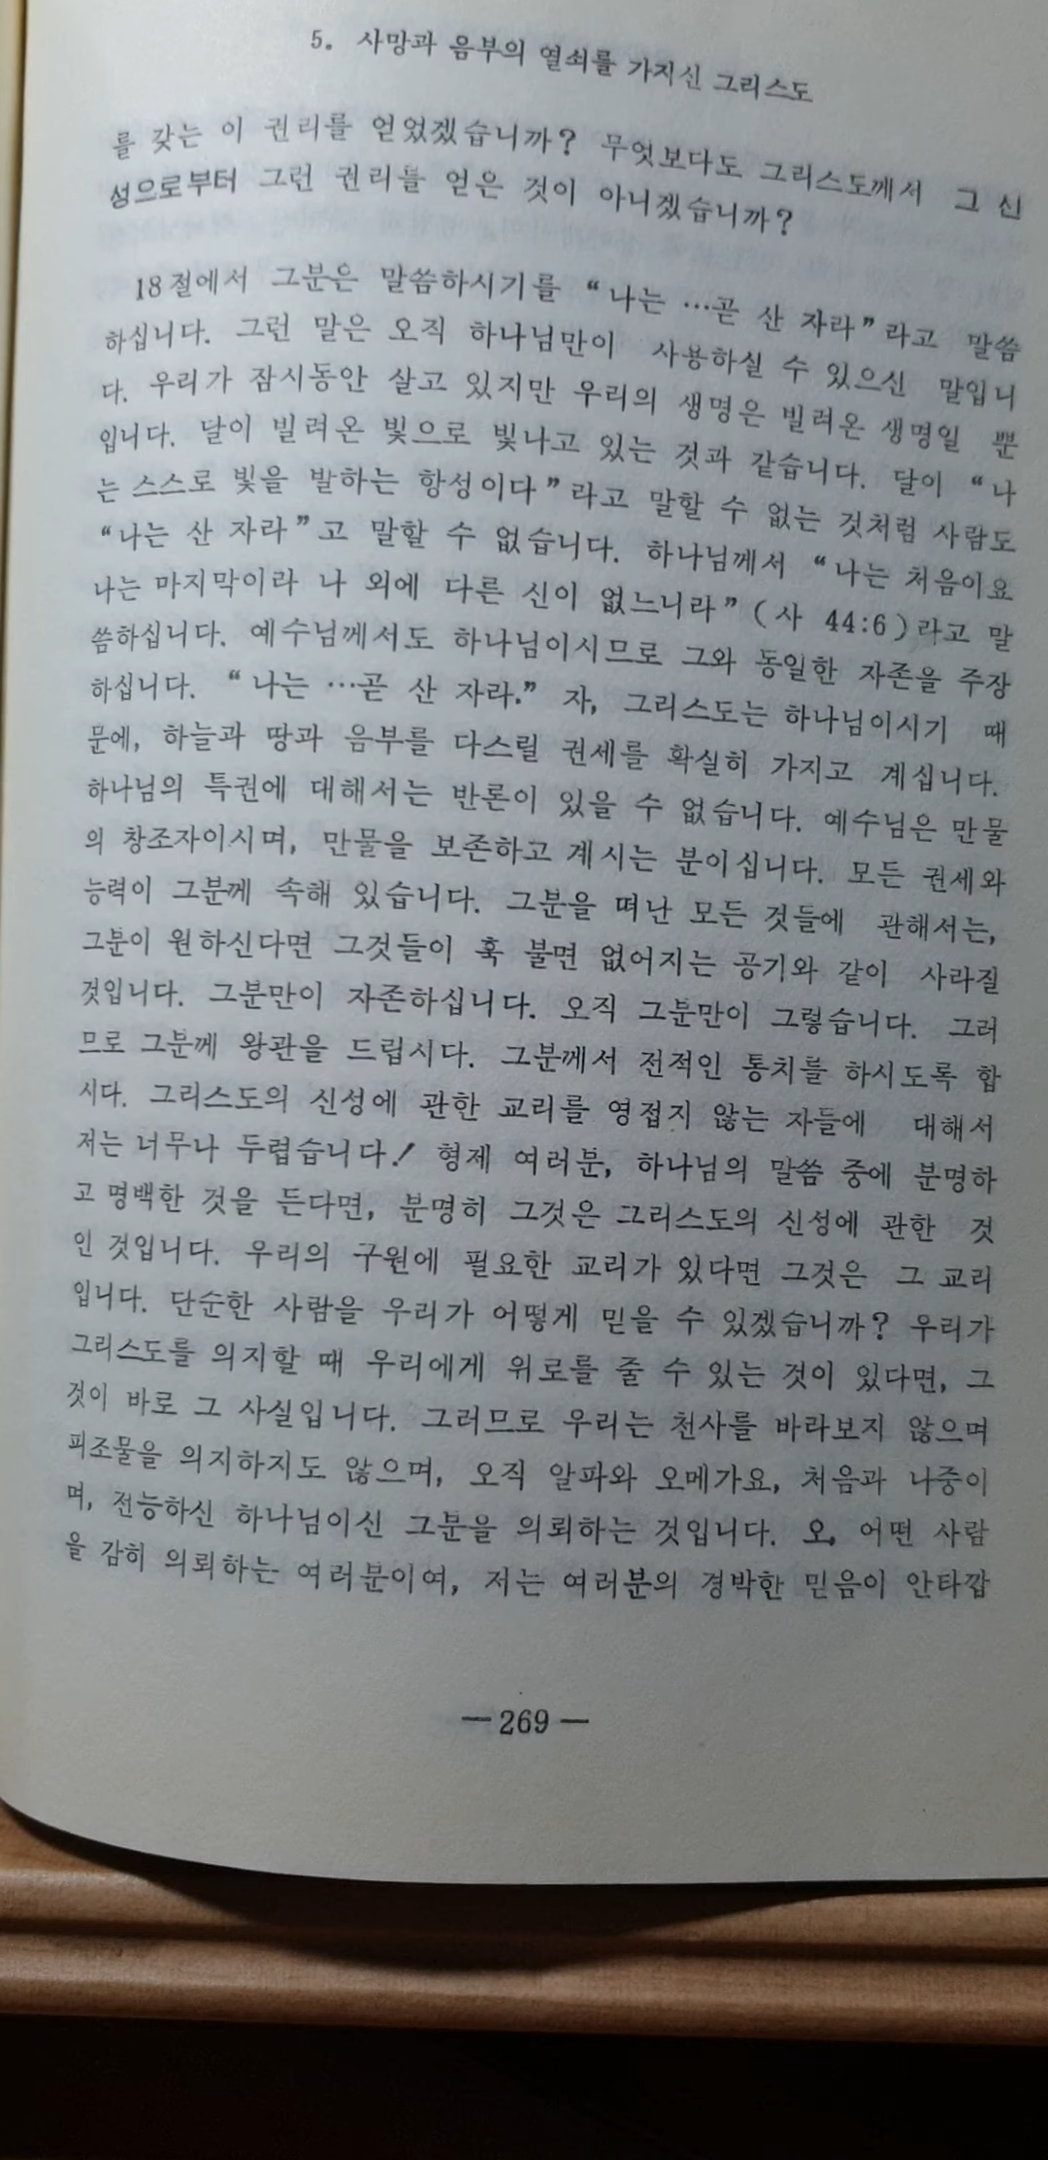 5. 사망과 음부의 열쇠를 가지신 그리스도
를 갖는 이 권리를 얻었겠습니까? 무엇보다도 그리스도께서 그 신
성으로부터 그런 권리를 얻은 것이 아니겠습니까?
18절에서 그분은 말씀하시기를 “나는 …곧 산 자라”라고 말씀
하십니다. 그런 말은 오직 하나님만이 사용하실 수 있으신 말입니
다. 우리가 잠시동안 살고 있지만 우리의 생명은 빌려온 생명일 뿐
입니다. 달이 빌려온 빛으로 빛나고 있는 것과 같습니다. 달이 “나
는 스스로 빛을 발하는 항성이다”라고 말할 수 없는 것처럼 사람도
“나는 산 자라”고 말할 수 없습니다. 하나님께서 “나는 처음이요
나는 마지막이라 나 외에 다른 신이 없느니라”(사 44:6)라고 말
씀하십니다. 예수님께서도 하나님이시므로 그와 동일한 자존을 주장
하십니다. “나는 …곧 산 자라.” 자, 그리스도는 하나님이시기 때
문에, 하늘과 땅과 음부를 다스릴 권세를 확실히 가지고 계십니다.
하나님의 특권에 대해서는 반론이 있을 수 없습니다. 예수님은 만물
의 창조자이시며, 만물을 보존하고 계시는 분이십니다. 모든 권세와
능력이 그분께 속해 있습니다. 그분을 떠난 모든 것들에 관해서는,
그분이 원하신다면 그것들이 훅 불면 없어지는 공기와 같이 사라질
것입니다. 그분만이 자존하십니다. 오직 그분만이 그렇습니다. 그러
므로 그분께 왕관을 드립시다. 그분께서 전적인 통치를 하시도록 합
시다. 그리스도의 신성에 관한 교리를 영접지 않는 자들에 대해서
저는 너무나 두렵습니다! 형제 여러분, 하나님의 말씀 중에 분명하
고 명백한 것을 든다면, 분명히 그것은 그리스도의 신성에 관한 것
인 것입니다. 우리의 구원에 필요한 교리가 있다면 그것은 그 교리
입니다. 단순한 사람을 우리가 어떻게 믿을 수 있겠습니까? 우리가
그리스도를 의지할 때 우리에게 위로를 줄 수 있는 것이 있다면, 그
것이 바로 그 사실입니다. 그러므로 우리는 천사를 바라보지 않으며
피조물을 의지하지도 않으며, 오직 알파와 오메가요, 처음과 나중이
며, 전능하신 하나님이신 그분을 의뢰하는 것입니다. 오, 어떤 사람
을 감히 의뢰하는 여러분이여, 저는 여러분의 경박한 믿음이 안타깝
— 269 —